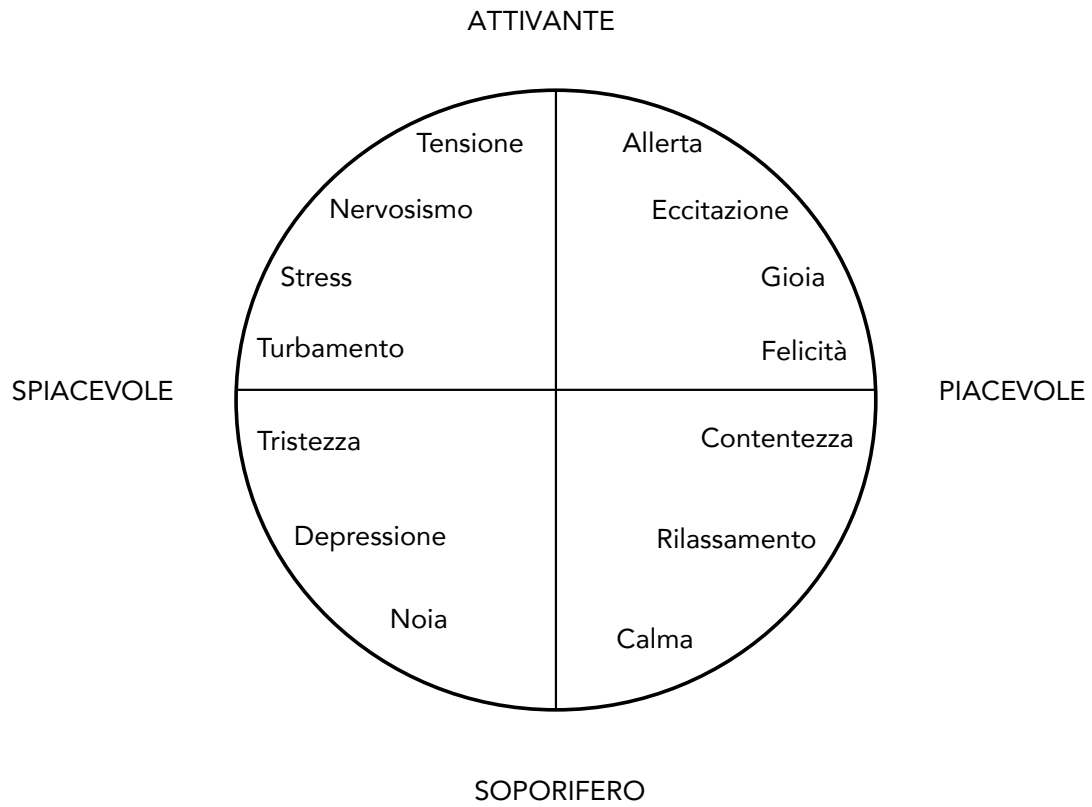 ATTIVANTE
Tensione
Allerta
Nervosismo
Eccitazione
Stress
Gioia
Turbamento
Felicità
SPIACEVOLE
PIACEVOLE
Tristezza
Contentezza
Depressione
Rilassamento
Noia
Calma
SOPORIFERO